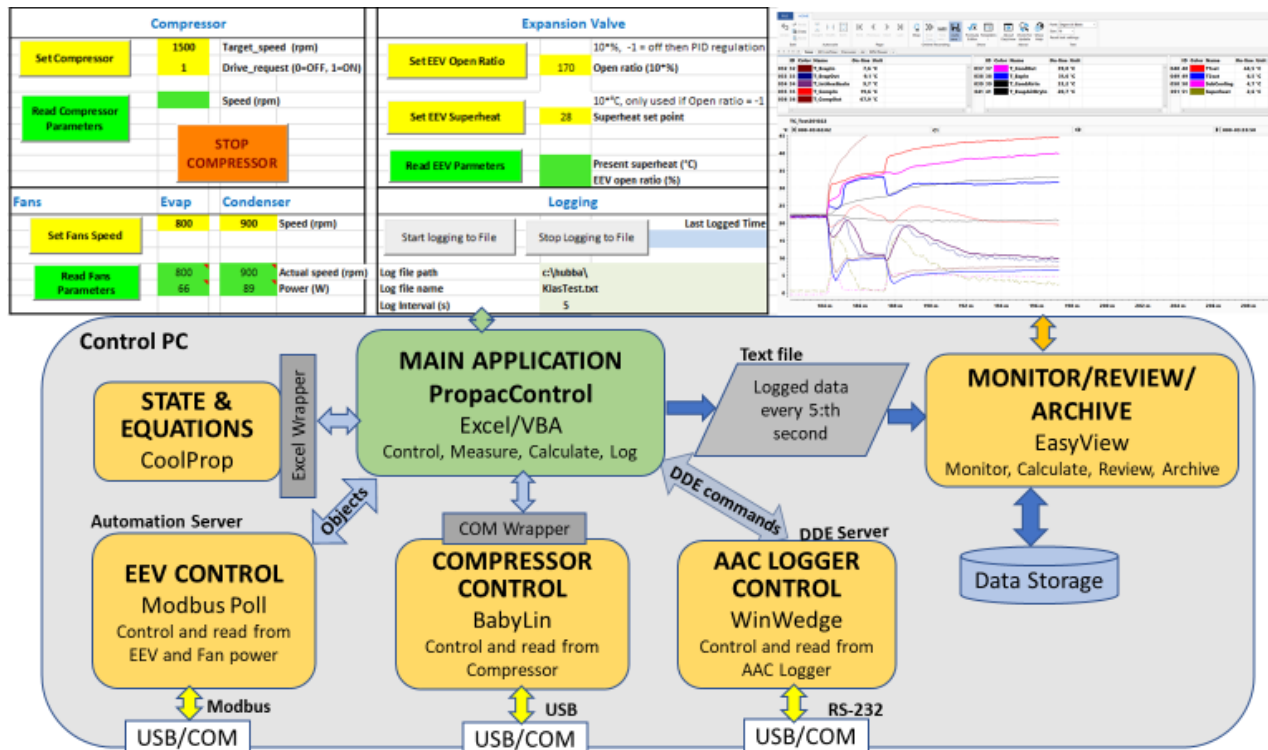 Compressor
Set Compressor
1500 Target_speed (rpm)
1 Drive_request (0=OFF, 1=ON)
Read Compressor
Parameters
Speed (rpm)
STOP
COMPRESSOR
Expansion Valve
10*%, -1 = off then PID regulation
Set EEV Open Ratio
170 Open ratio (10*%)
10*°C, only used if Open ratio = -1
Set EEV Superheat
28 Superheat set point
Read EEV Parmeters
Present superheat (°C)
EEV open ratio (%)
Fans Evap Condenser
Set Fans Speed
800 900 Speed (rpm)
Read Fans
Parameters
800 900 Actual speed (rpm)
66 89 Power (W)
Logging
Last Logged Time
Start logging to File Stop Logging to File
Log file path c:\hubba\
Log file name KlasTest.txt
Log Interval (s) 5
Control PC
STATE &
EQUATIONS
CoolProp
Excel Wrapper
MAIN APPLICATION
PropacControl
Excel/VBA
Control, Measure, Calculate, Log
Text file
Logged data
every 5:th
second
MONITOR/REVIEW/
ARCHIVE
EasyView
Monitor, Calculate, Review, Archive
Data Storage
Objects
DDE commands
Automation Server
EEV CONTROL
Modbus Poll
Control and read from
EEV and Fan power
COM Wrapper
COMPRESSOR
CONTROL
BabyLin
Control and read from
Compressor
DDE Server
AAC LOGGER
CONTROL
WinWedge
Control and read from
AAC Logger
Modbus
USB
RS-232
USB/COM
USB/COM
USB/COM